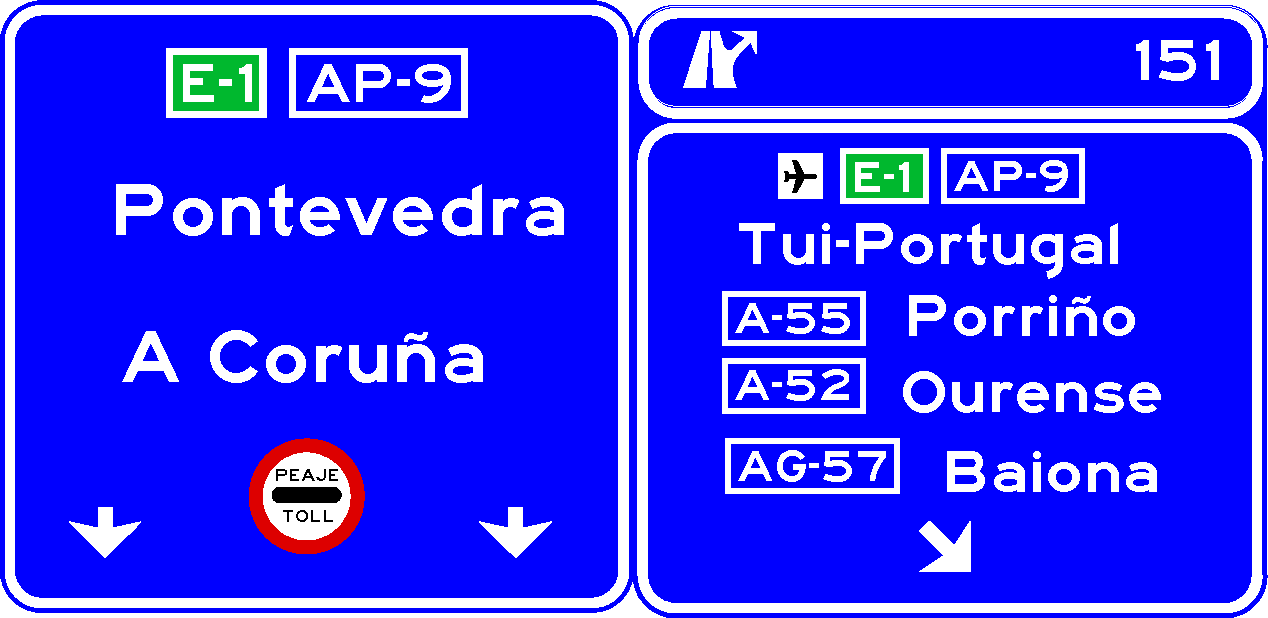 E-1 AP-9
Pontevedra
A Coruña
PEAJE
TOLL
151
E-1 AP-9
Tui-Portugal
A-55 Porriño
A-52 Ourense
AG-57 Baiona